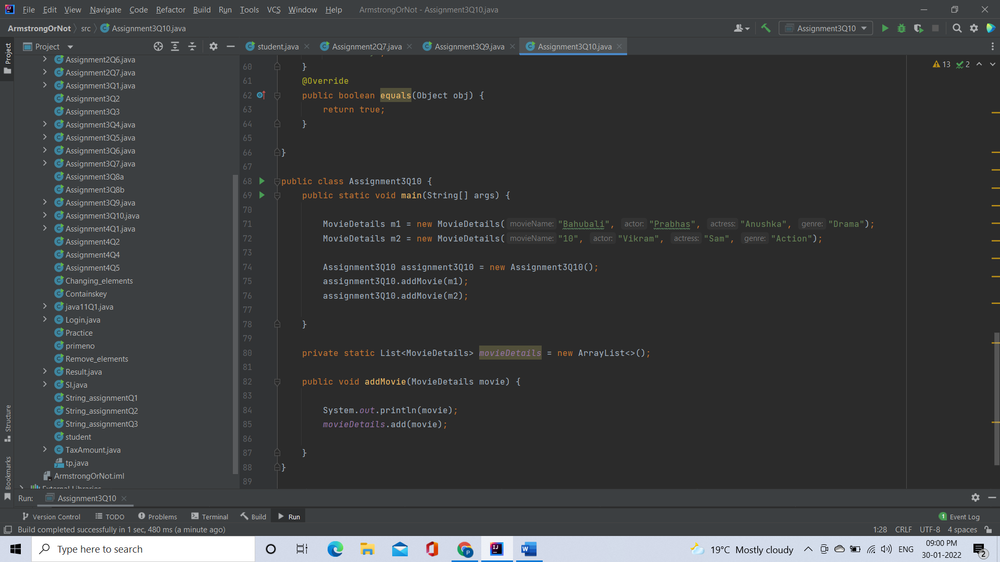 File Edit View Navigate Code Refactor Build Run Tools VCS Window Help ArmstrongOrNot - Assignment3Q10.java
ArmstrongOrNot src Assignment3Q10.java Assignment3Q10
Project
Project student.java Assignment2Q7.java Assignment3Q9.java Assignment3Q10.java
13 2
Assignment2Q6.java
Assignment2Q7.java
Assignment3Q1.java
Assignment3Q2
Assignment3Q3
Assignment3Q4.java
Assignment3Q5.java
Assignment3Q6.java
Assignment3Q7.java
Assignment3Q8a
Assignment3Q8b
Assignment3Q9.java
Assignment3Q10.java
Assignment4Q1.java
Assignment4Q2
Assignment4Q4
Assignment4Q5
Changing_elements
Containskey
java11Q1.java
Login.java
Practice
primeno
Remove_elements
Result.java
SI.java
String_assignmentQ1
String_assignmentQ2
String_assignmentQ3
student
TaxAmount.java
tp.java
ArmstrongOrNot.iml
External Libraries
Structure
Bookmarks
60 }
61 @Override
62 public boolean equals(Object obj) {
63 return true;
64 }
65
66 }
67
68 public class Assignment3Q10 {
69 public static void main(String[] args) {
70
71 MovieDetails m1 = new MovieDetails( movieName: "Bahubali", actor: "Prabhas", actress: "Anushka", genre: "Drama");
72 MovieDetails m2 = new MovieDetails( movieName: "10", actor: "Vikram", actress: "Sam", genre: "Action");
73
74 Assignment3Q10 assignment3Q10 = new Assignment3Q10();
75 assignment3Q10.addMovie(m1);
76 assignment3Q10.addMovie(m2);
77
78 }
79
80 private static List<MovieDetails> movieDetails = new ArrayList<>();
81
82 public void addMovie(MovieDetails movie) {
83
84 System.out.println(movie);
85 movieDetails.add(movie);
86
87 }
88 }
89
Run: Assignment3Q10
Version Control TODO Problems Terminal Build Run 1 Event Log
Build completed successfully in 1 sec, 480 ms (a minute ago) 1:28 CRLF UTF-8 4 spaces
Type here to search 19°C Mostly cloudy ENG 09:00 PM
30-01-2022 2